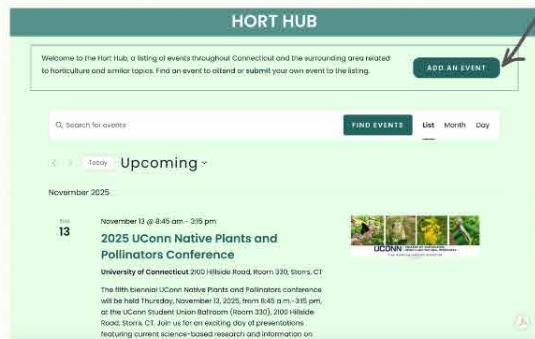 HORT HUB
Welcome to the Hort Hub, a listing of events throughout Connecticut and the surrounding area related
to horticulture and similar topics. Find an event to attend or submit your own event to the listing.
ADD AN EVENT
Search for events
FIND EVENTS
List Month Day
Today Upcoming
November 2025
THU
13
November 13 @ 8:45 am - 3:15 pm
2025 UConn Native Plants and
Pollinators Conference
University of Connecticut 2100 Hillside Road, Room 330, Storrs, CT
The fifth biennial UConn Native Plants and Pollinators conference
will be held Thursday, November 13, 2025, from 8:45 a.m.-3:15 pm,
at the UConn Student Union Ballroom (Room 330), 2100 Hillside
Road, Storrs, CT. Join us for an exciting day of presentations
featuring current science-based research and information on
UCONN